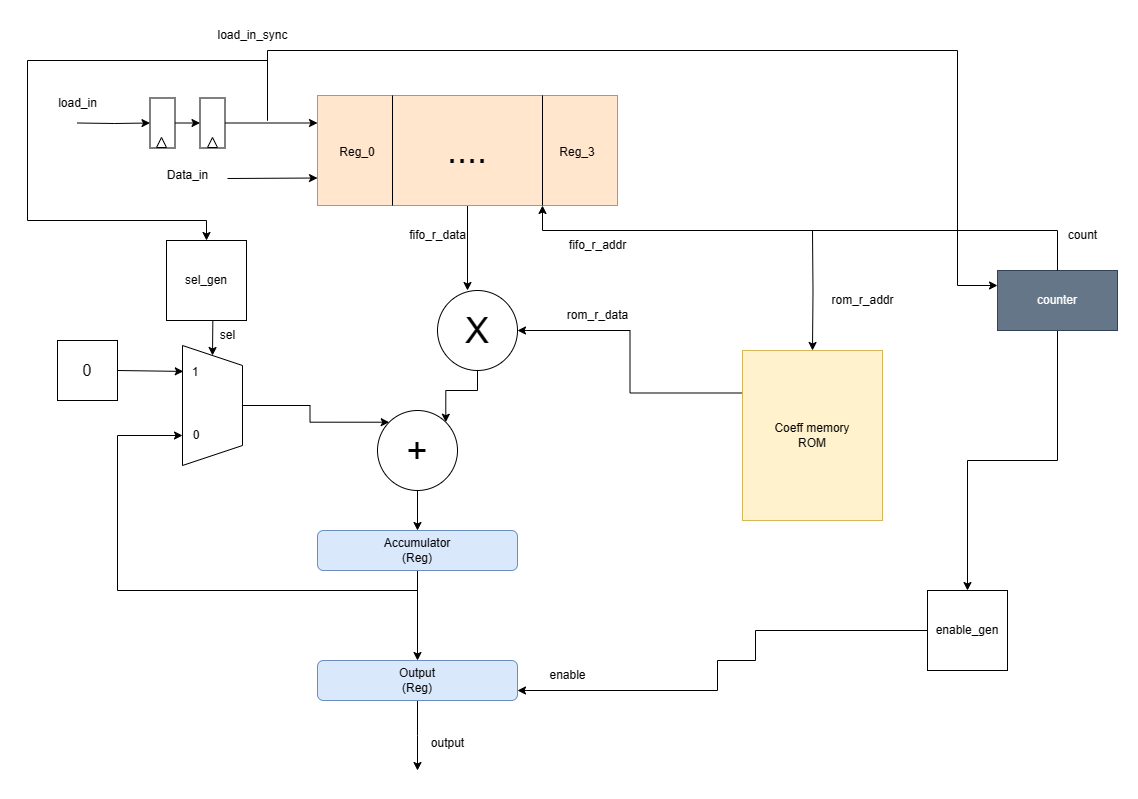 load_in_sync
load_in
Reg_0
....
Reg_3
Data_in
fifo_r_data
fifo_r_addr
count
sel_gen
counter
rom_r_addr
X
rom_r_data
sel
0
1
0
+
Coeff memory
ROM
Accumulator
(Reg)
enable_gen
Output
(Reg)
enable
output